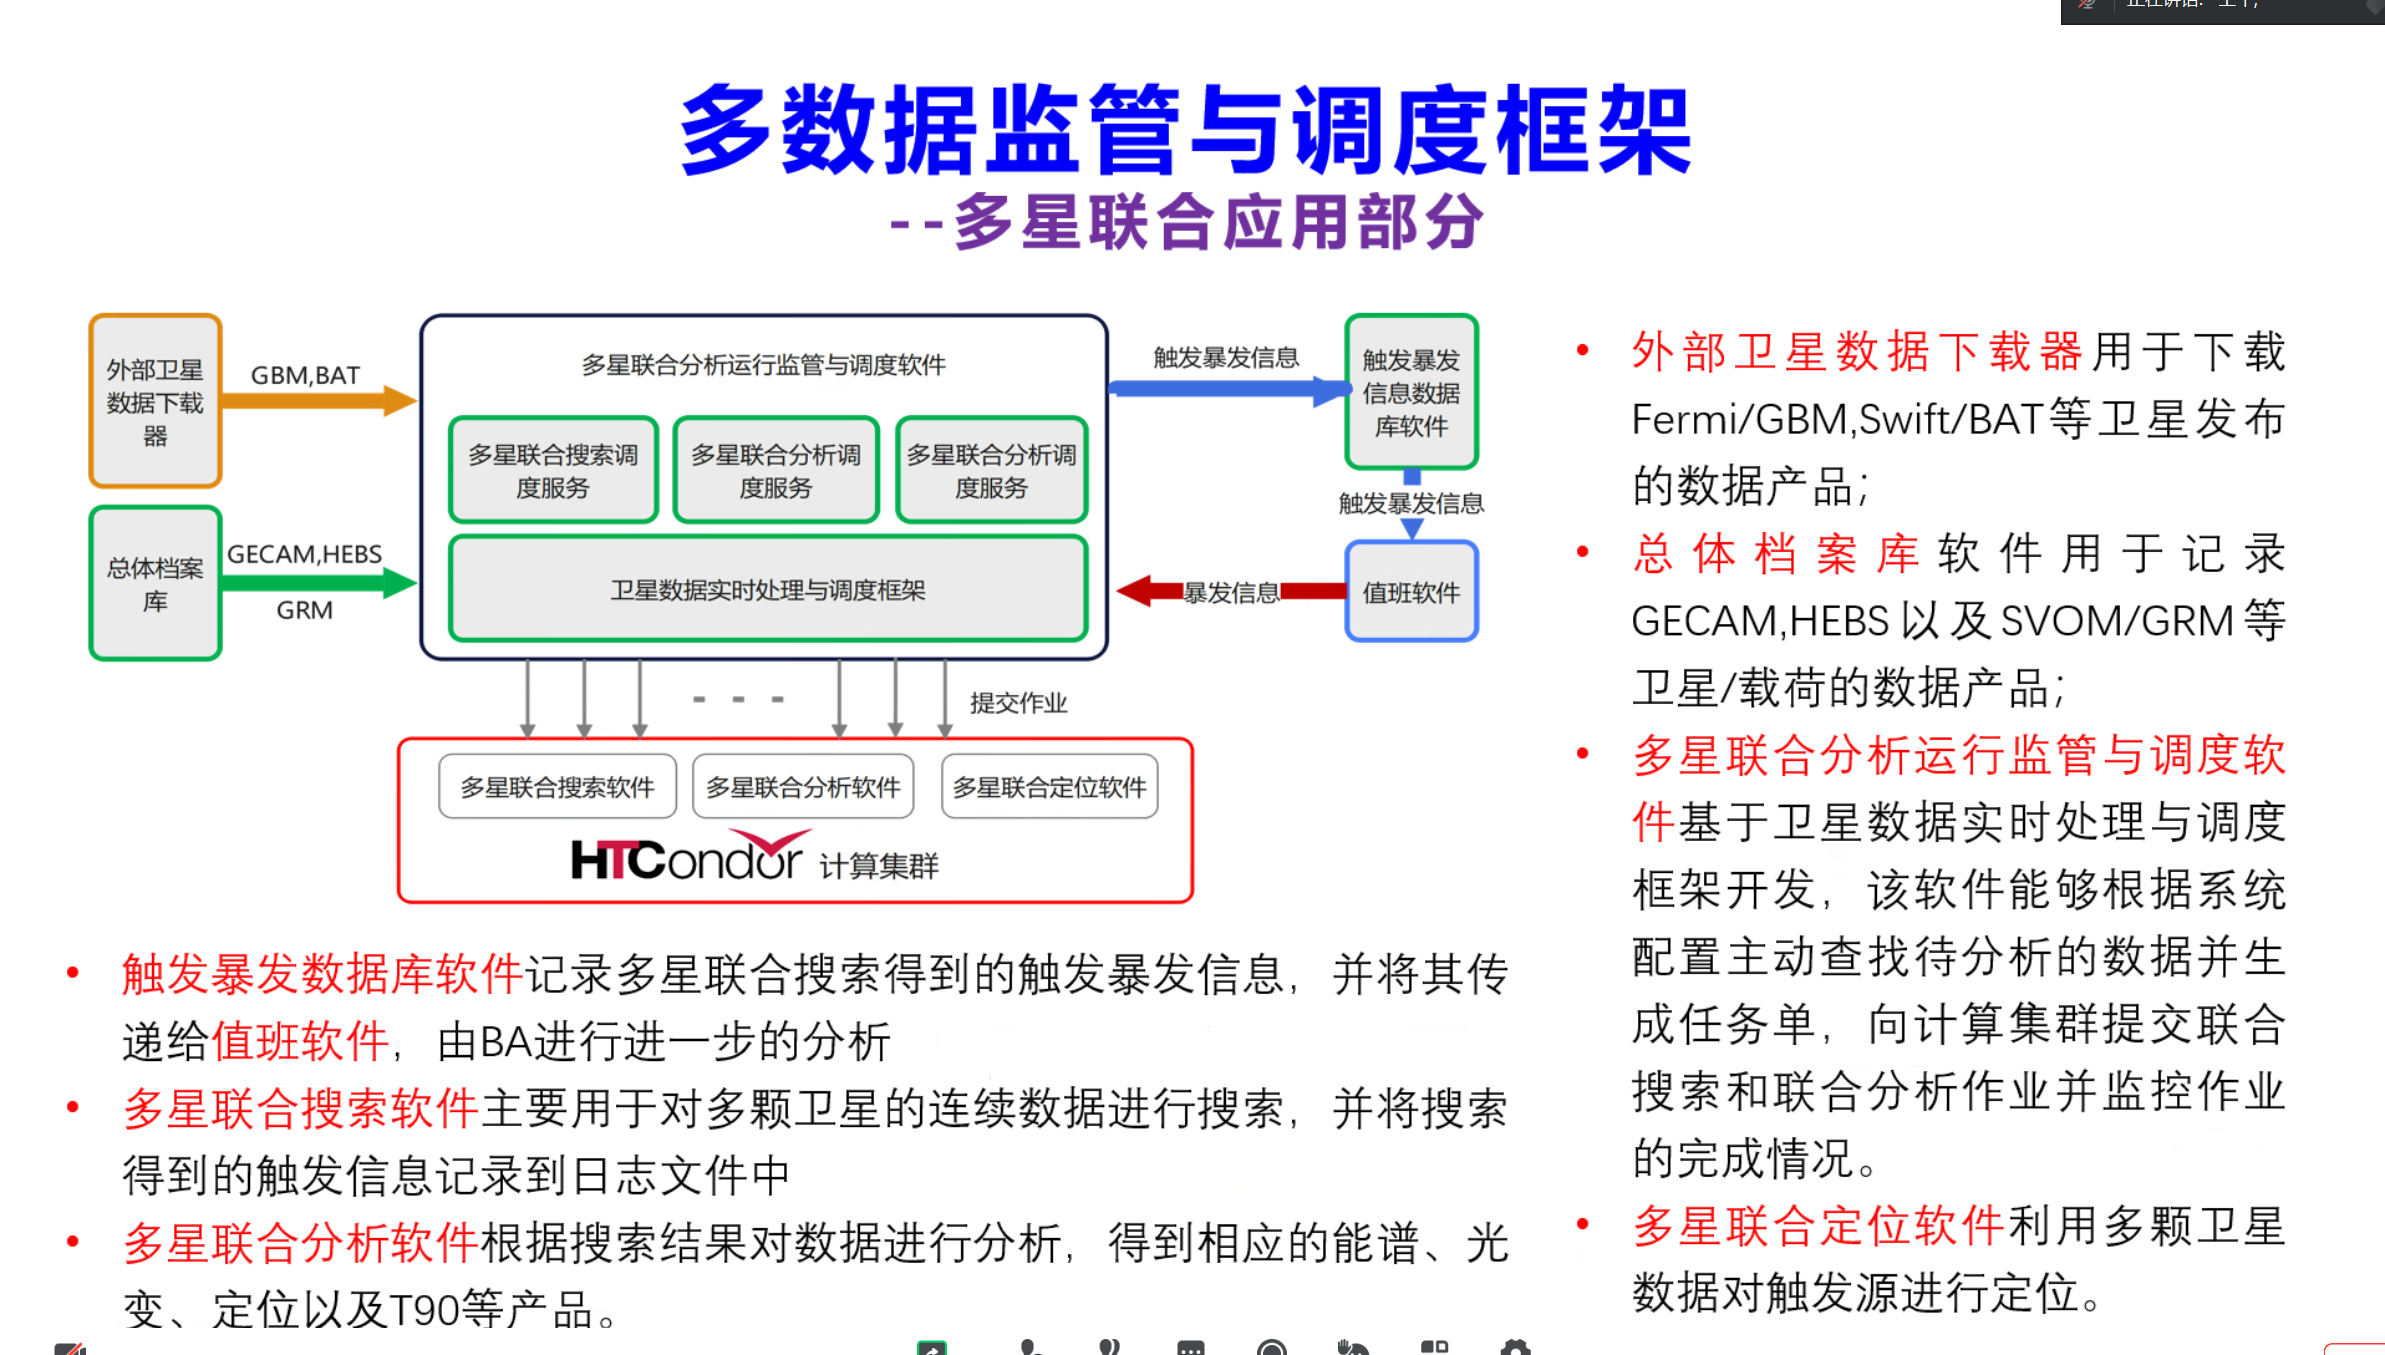 多数据监管与调度框架
--多星联合应用部分
外部卫星
数据下载
器
GBM,BAT
总体档案
库
GECAM,HEBS
GRM
多星联合分析运行监管与调度软件
多星联合搜索调
度服务
多星联合分析调
度服务
多星联合分析调
度服务
卫星数据实时处理与调度框架
触发暴发信息
触发暴发
信息数据
库软件
触发暴发信息
值班软件
暴发信息
提交作业
多星联合搜索软件
多星联合分析软件
多星联合定位软件
HTCondor 计算集群
• 触发暴发数据库软件记录多星联合搜索得到的触发暴发信息，并将其传
递给值班软件，由BA进行进一步的分析
• 多星联合搜索软件主要用于对多颗卫星的连续数据进行搜索，并将搜索
得到的触发信息记录到日志文件中
• 多星联合分析软件根据搜索结果对数据进行分析，得到相应的能谱、光
变、定位以及T90等产品。
• 外部卫星数据下载器用于下载
Fermi/GBM,Swift/BAT等卫星发布
的数据产品；
• 总体档案库软件用于记录
GECAM,HEBS以及SVOM/GRM等
卫星/载荷的数据产品；
• 多星联合分析运行监管与调度软
件基于卫星数据实时处理与调度
框架开发，该软件能够根据系统
配置主动查找待分析的数据并生
成任务单，向计算集群提交联合
搜索和联合分析作业并监控作业
的完成情况。
• 多星联合定位软件利用多颗卫星
数据对触发源进行定位。